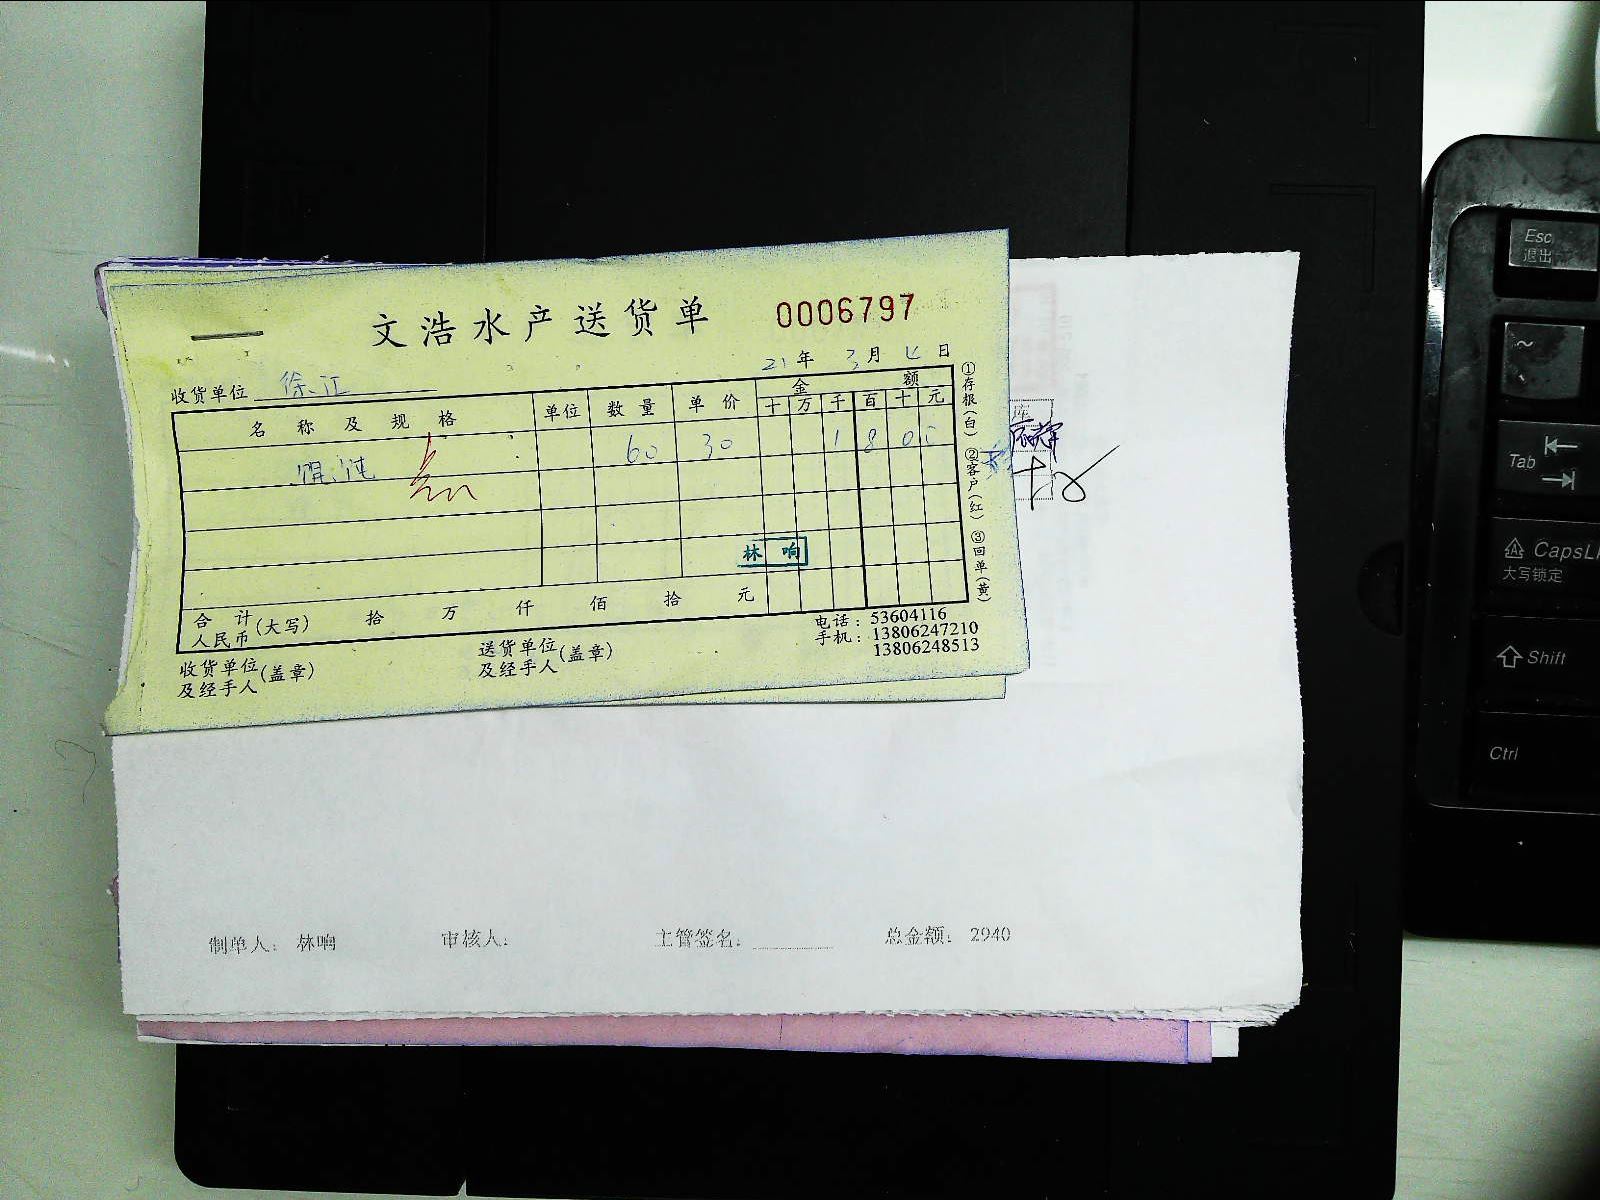 文浩水产送货单 0006797
21年 3月 日
收货单位 徐江
名称及规格 单位 数量 单价 金额
十 万 千 百 十 元
馄饨 60 30 1 8 0 0
林响
合计(大写) 拾 万 仟 佰 拾 元
人民币
收货单位(盖章)
及经手人
送货单位(盖章)
及经手人
电话：53604116
手机：13806247210
13806248513
①存根(白) ②客户(红) ③回单(黄)
制单人：林响 审核人： 主管签名： 总金额：2940
Esc
退出
~
Tab
CapsL
大写锁定
Shift
Ctrl